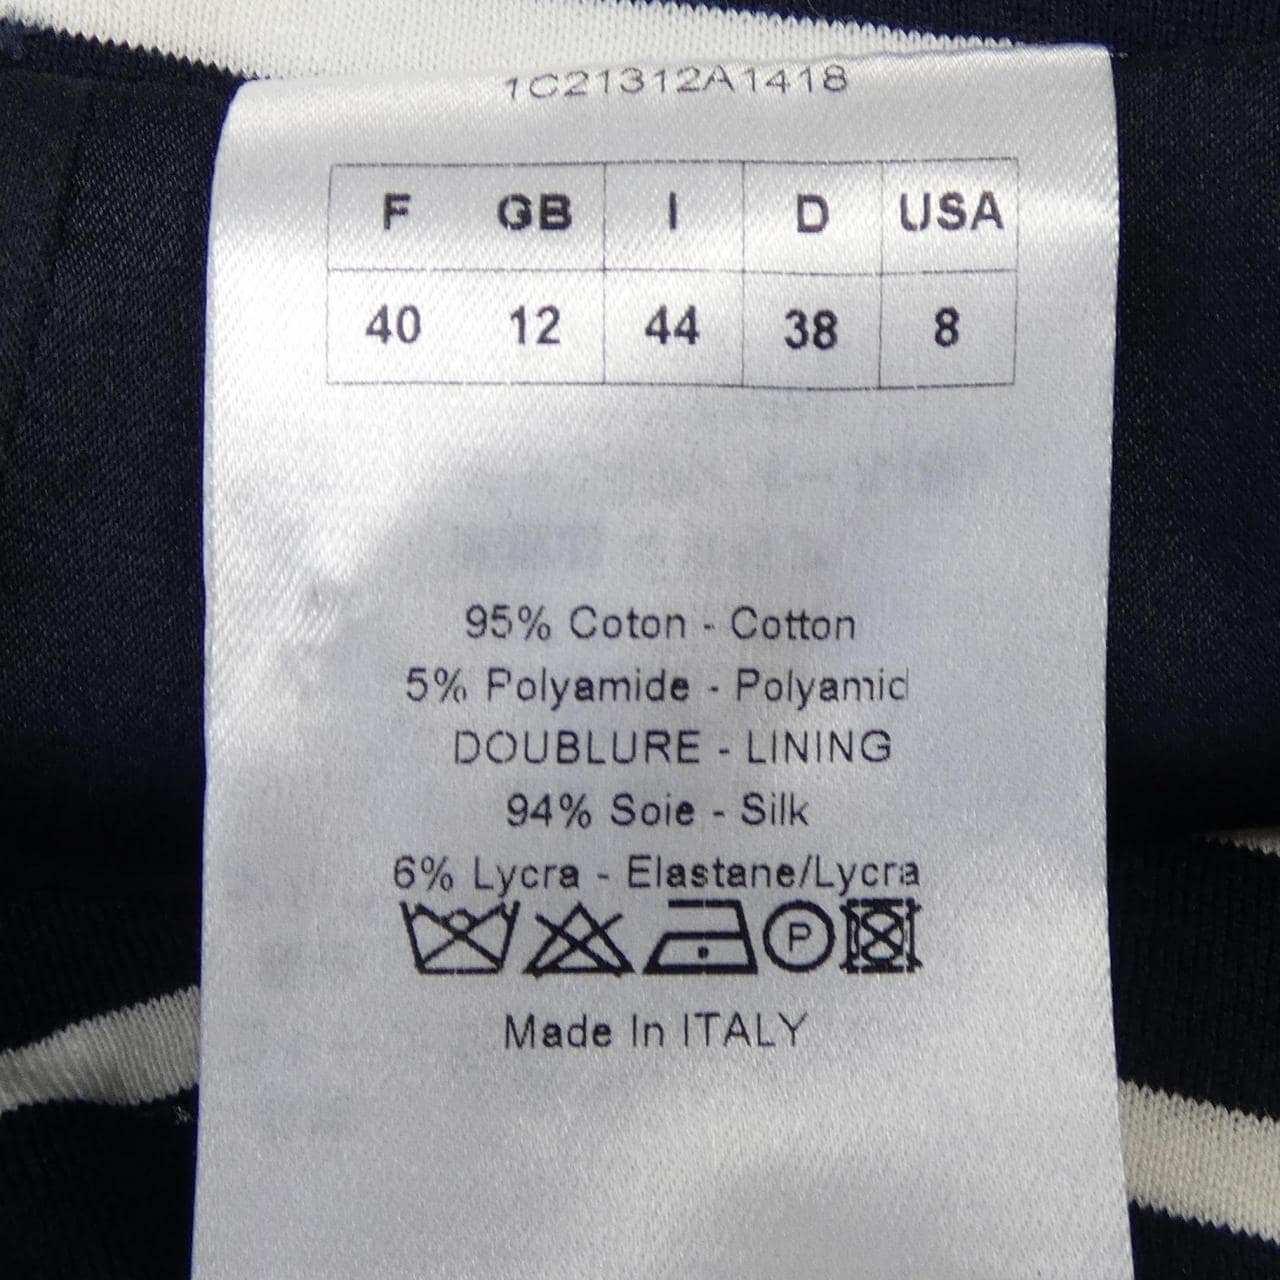 1C21312A1418
F GB I D USA
40 12 44 38 8
95% Coton - Cotton
5% Polyamide - Polyamid
DOUBLURE - LINING
94% Soie - Silk
6% Lycra - Elastane/Lycra
P
Made In ITALY